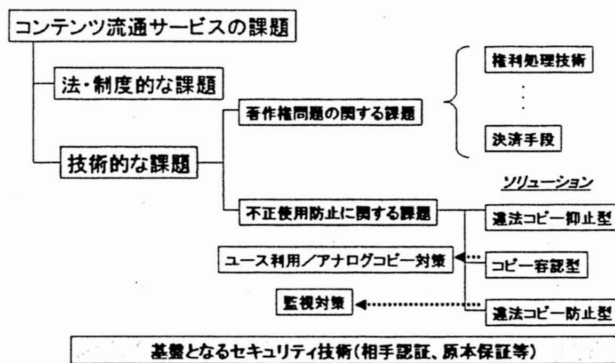 コンテンツ流通サービスの課題
法・制度的な課題
権利処理技術
著作権問題の関する課題
決済手段
技術的な課題
ソリューション
不正使用防止に関する課題
違法コピー抑止型
ユース利用／アナログコピー対策
コピー容認型
監視対策
違法コピー防止型
基盤となるセキュリティ技術(相手認証、原本保証等)